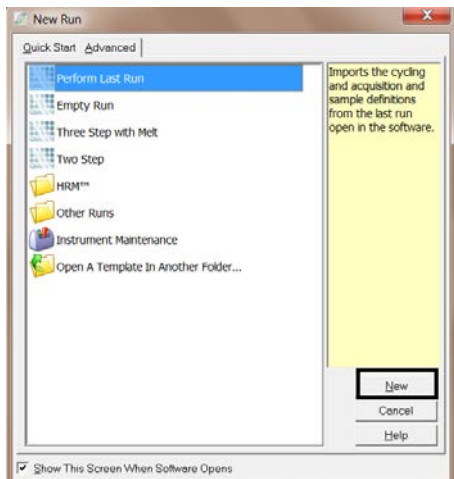 New Run
Quick Start Advanced
Perform Last Run
Empty Run
Three Step with Melt
Two Step
HRM™
Other Runs
Instrument Maintenance
Open A Template In Another Folder...
Imports the cycling
and acquisition and
sample definitions
from the last run
open in the software.
New
Cancel
Help
Show This Screen When Software Opens